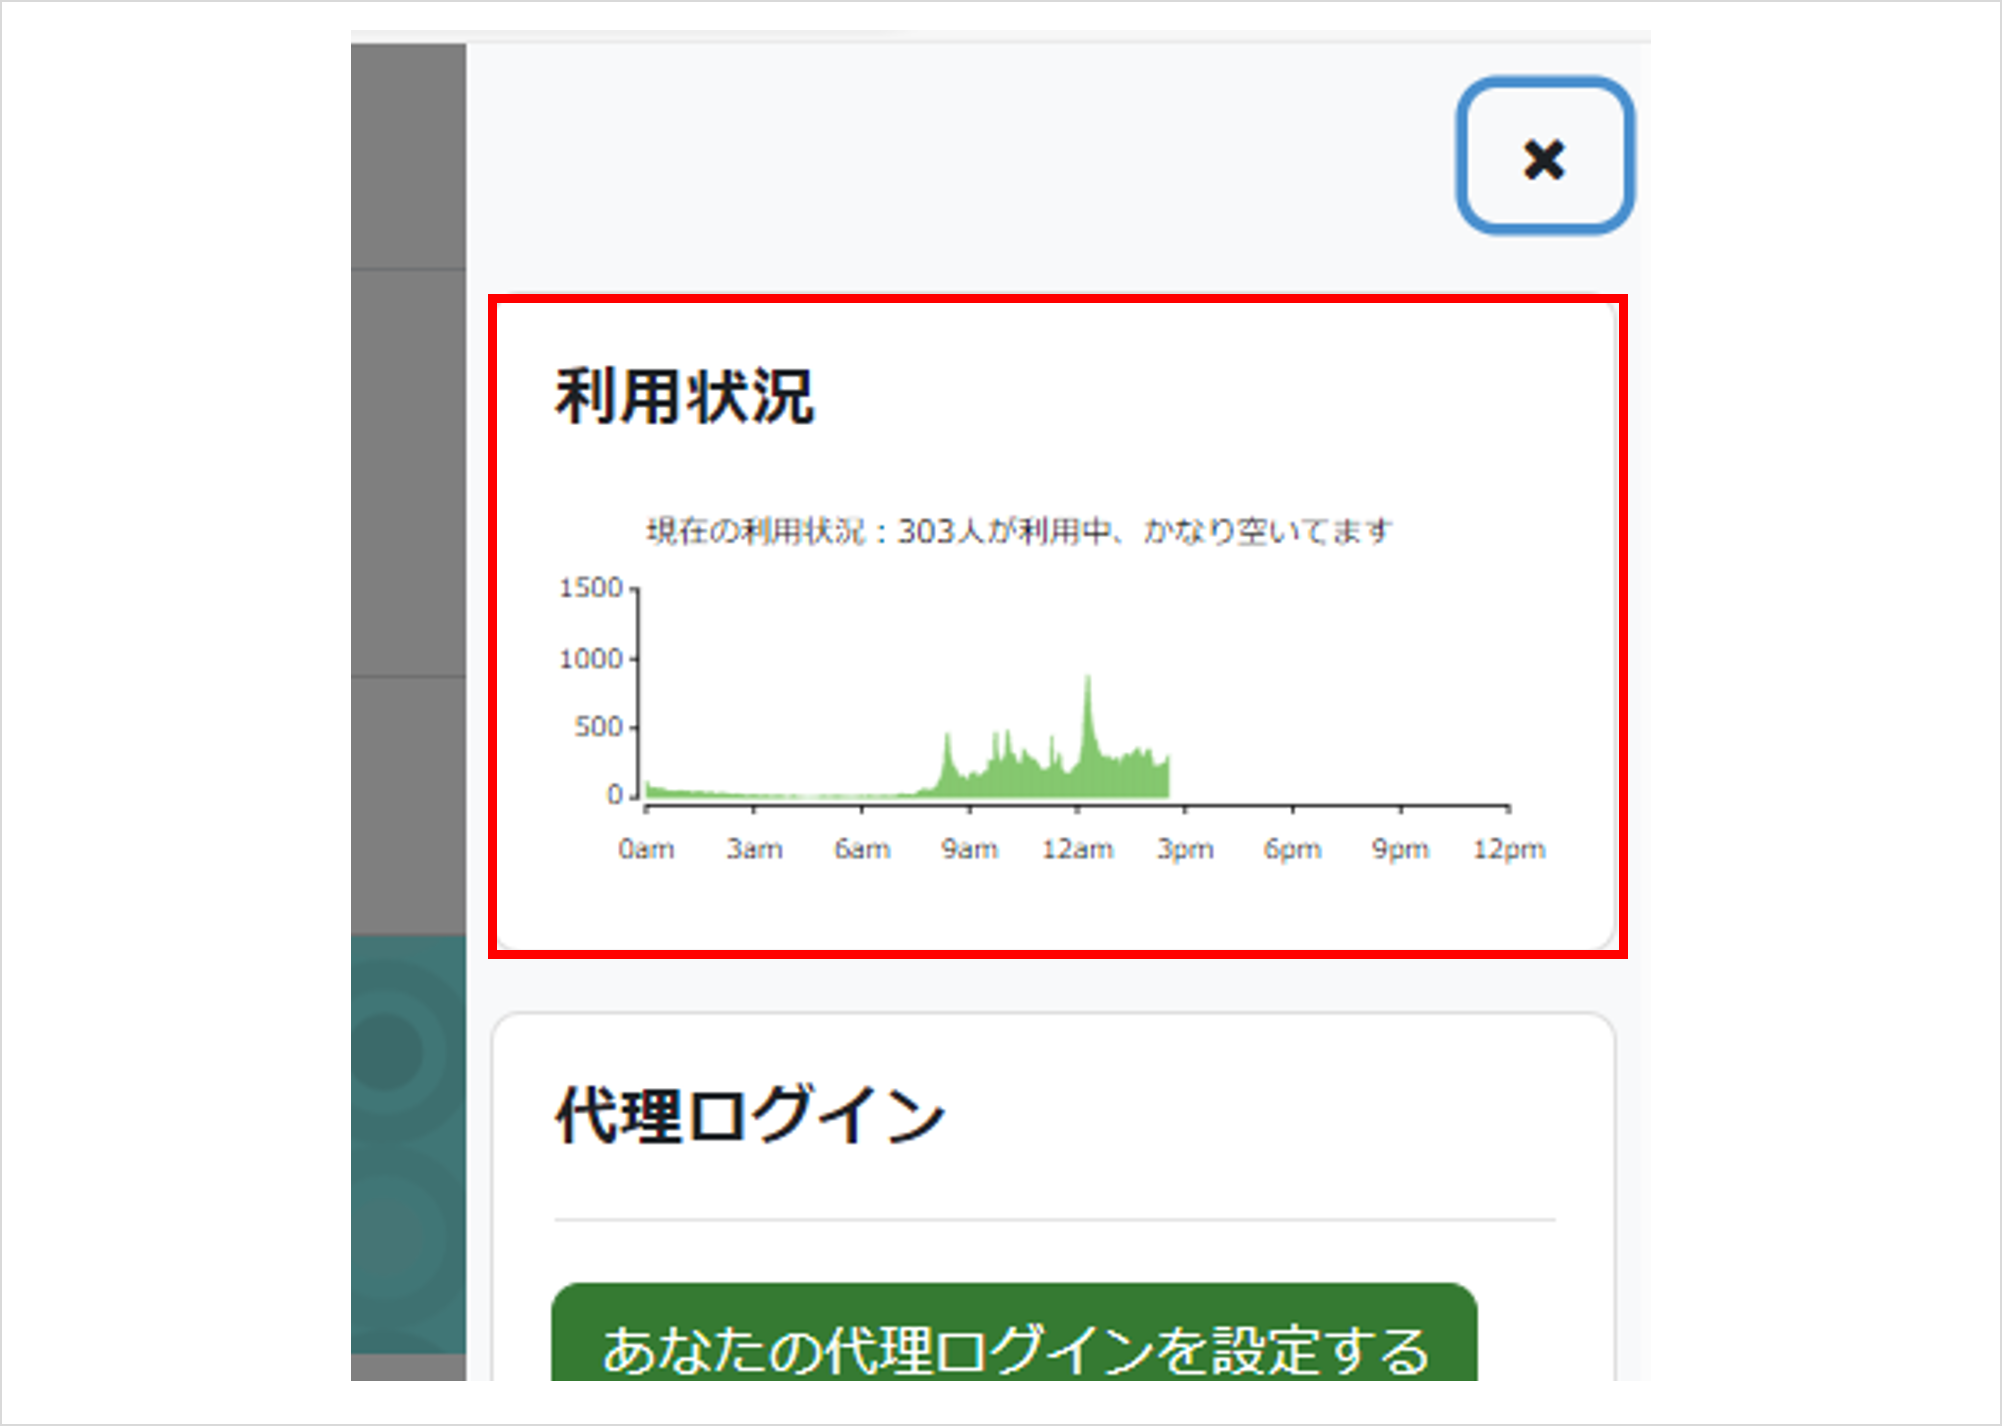 ✖
利用状況
現在の利用状況：303人が利用中、かなり空いてます
1500
1000
500
0
0am 3am 6am 9am 12am 3pm 6pm 9pm 12pm
代理ログイン
あなたの代理ログインを設定する